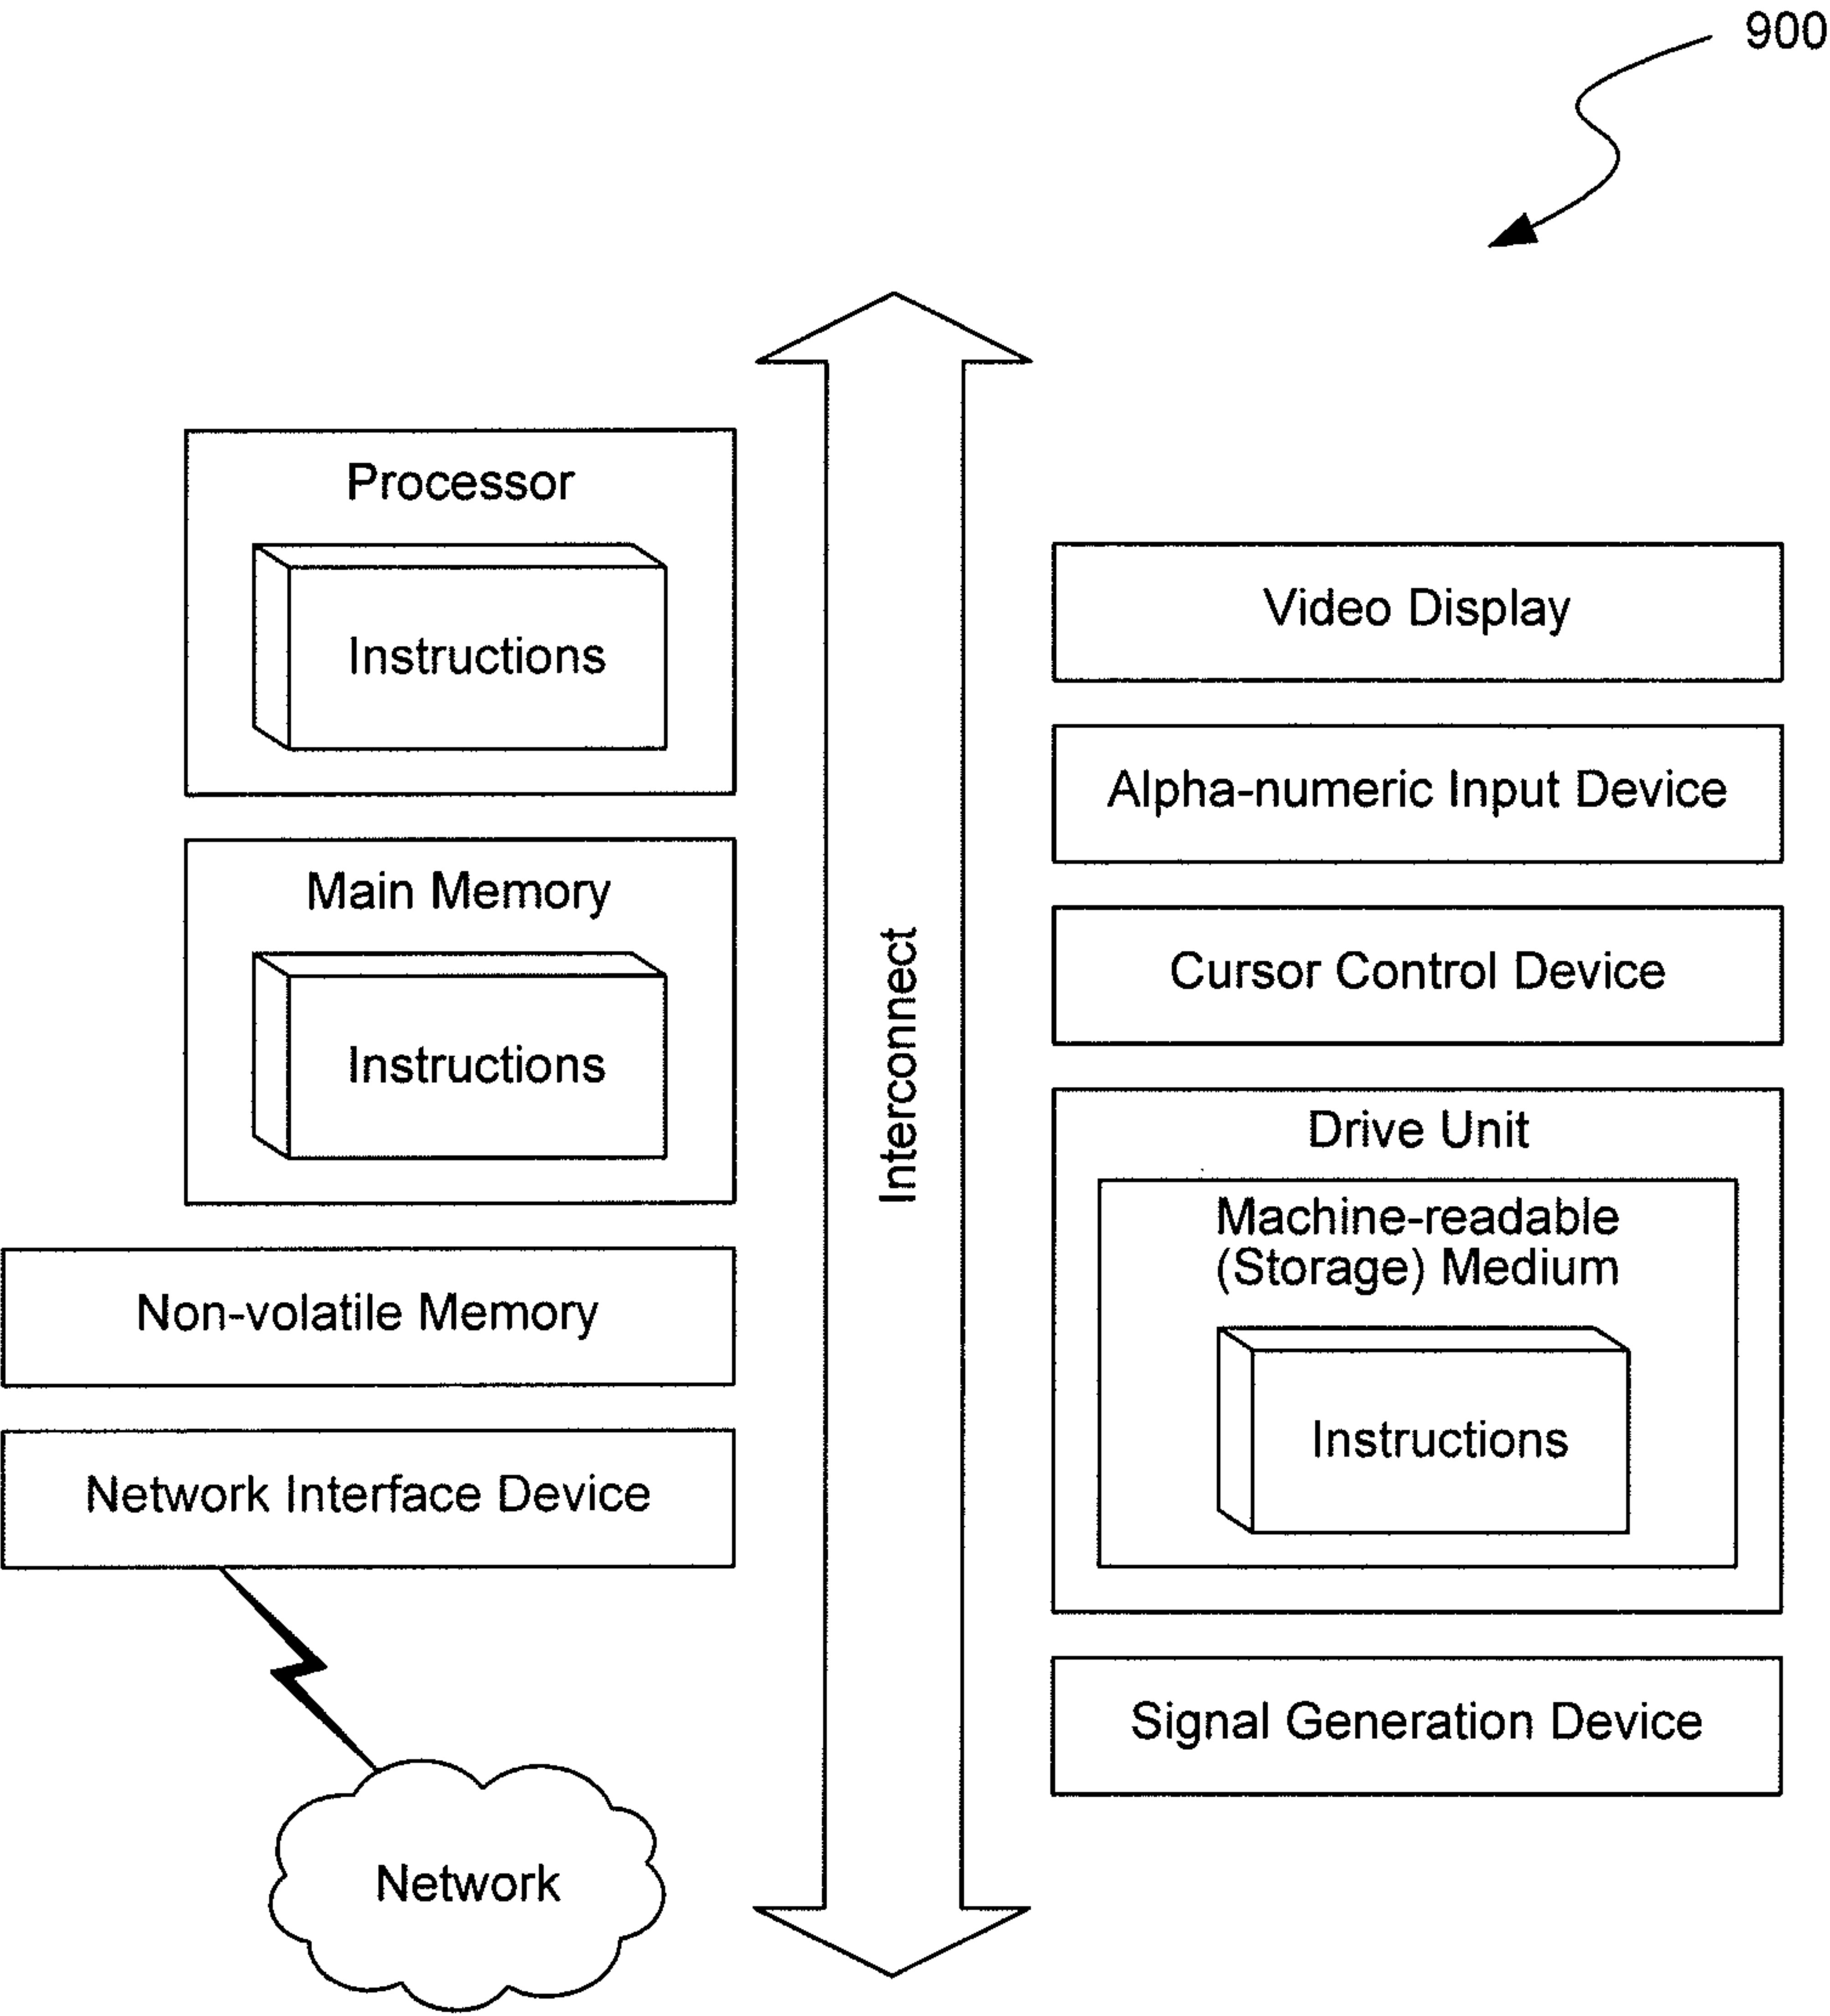 900
Processor
Instructions
Main Memory
Instructions
Non-volatile Memory
Network Interface Device
Network
Interconnect
Video Display
Alpha-numeric Input Device
Cursor Control Device
Drive Unit
Machine-readable
(Storage) Medium
Instructions
Signal Generation Device